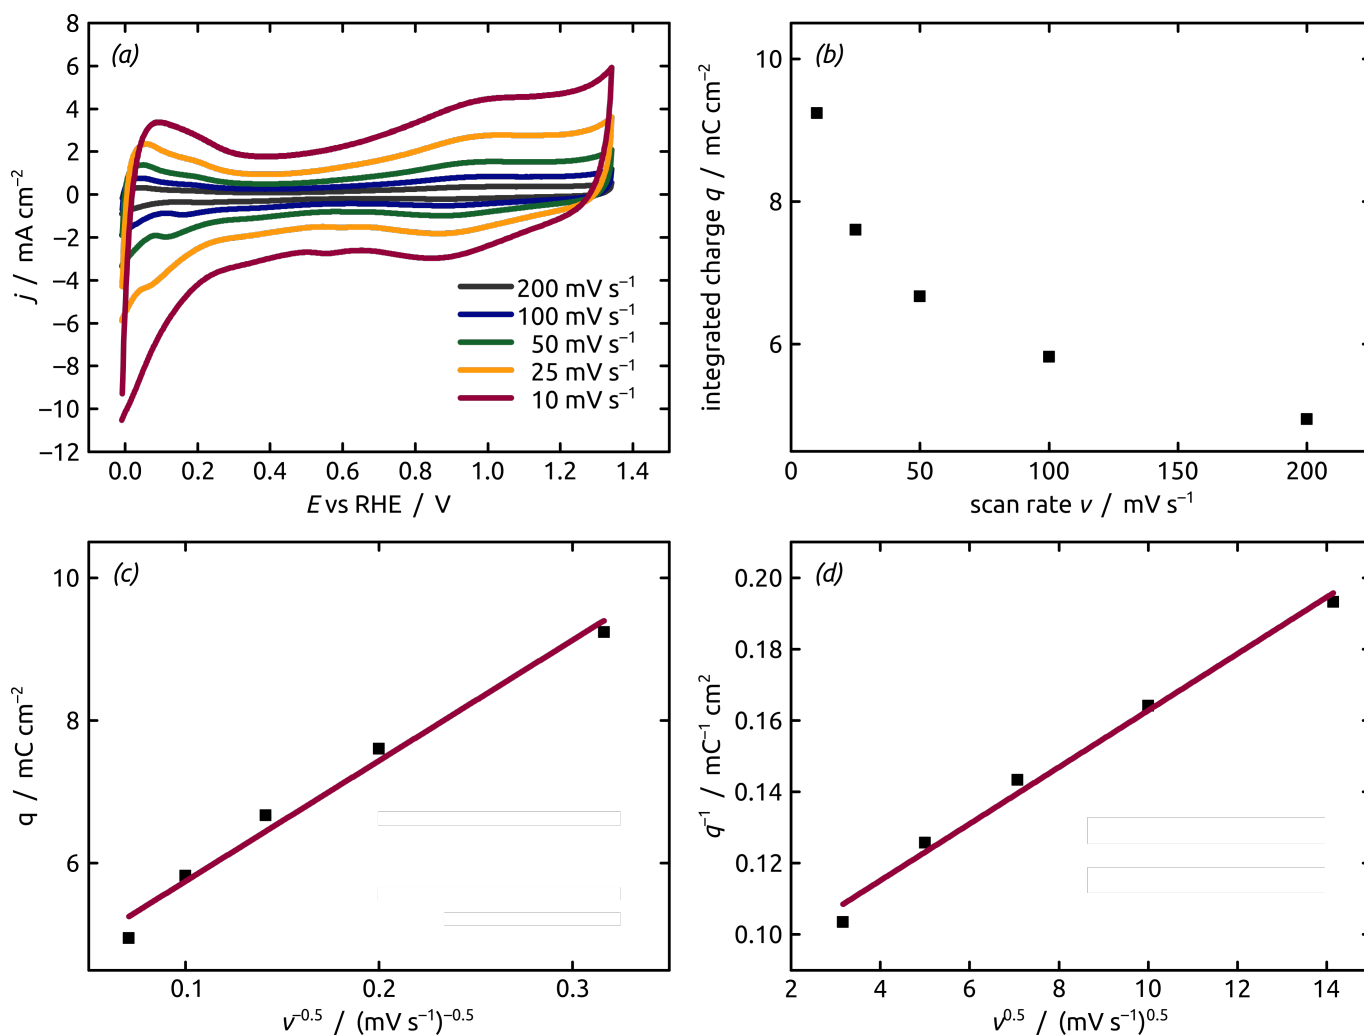 (a)
8
6
4
2
0
−2
−4
−6
−8
−10
−12
j / mA cm⁻²
200 mV s⁻¹
100 mV s⁻¹
50 mV s⁻¹
25 mV s⁻¹
10 mV s⁻¹
0.0 0.2 0.4 0.6 0.8 1.0 1.2 1.4
E vs RHE / V
(b)
10
8
6
integrated charge q / mC cm⁻²
0 50 100 150 200
scan rate v / mV s⁻¹
(c)
10
8
6
q / mC cm⁻²
0.1 0.2 0.3
v⁻⁰·⁵ / (mV s⁻¹)⁻⁰·⁵
(d)
0.20
0.18
0.16
0.14
0.12
0.10
q⁻¹ / mC⁻¹ cm²
2 4 6 8 10 12 14
v⁰·⁵ / (mV s⁻¹)⁰·⁵